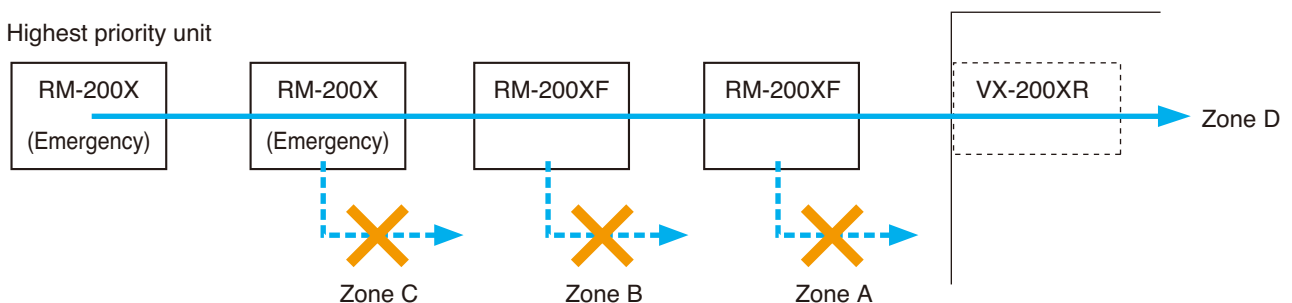 Highest priority unit
RM-200X
(Emergency)
RM-200X
(Emergency)
RM-200XF
RM-200XF
VX-200XR
Zone D
Zone C
Zone B
Zone A